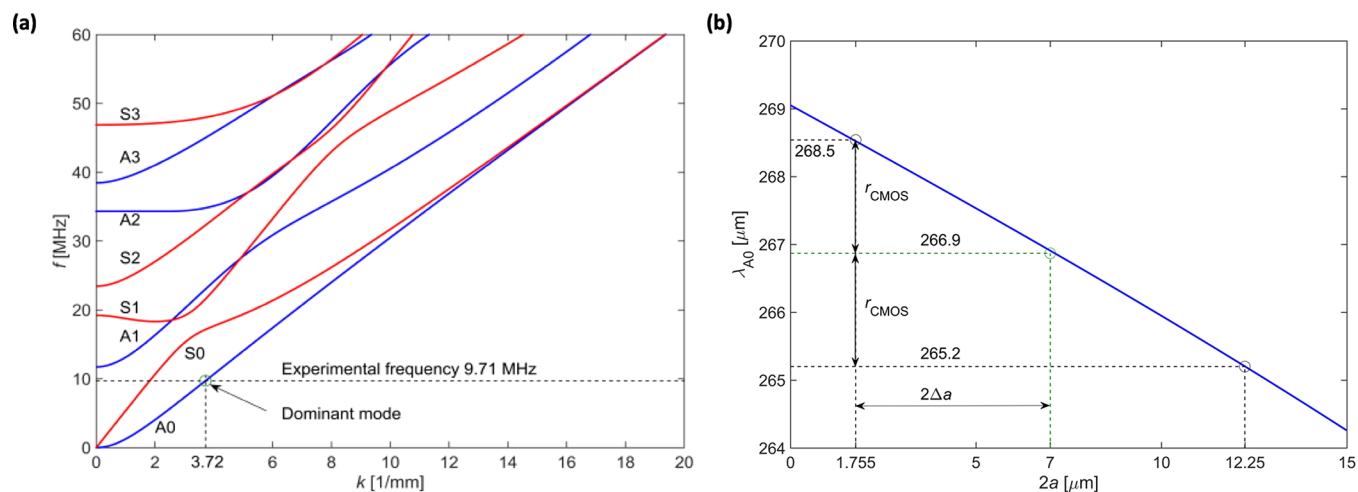 (a)
60
50
40
30
20
10
0
f [MHz]
S3
A3
A2
S2
S1
A1
S0
A0
Experimental frequency 9.71 MHz
Dominant mode
0 2 3.72 6 8 10 12 14 16 18 20
k [1/mm]
(b)
270
269
268
267
266
265
264
λA0 [μm]
268.5
rCMOS
266.9
rCMOS
265.2
2Δa
0 1.755 5 7 10 12.25 15
2a [μm]